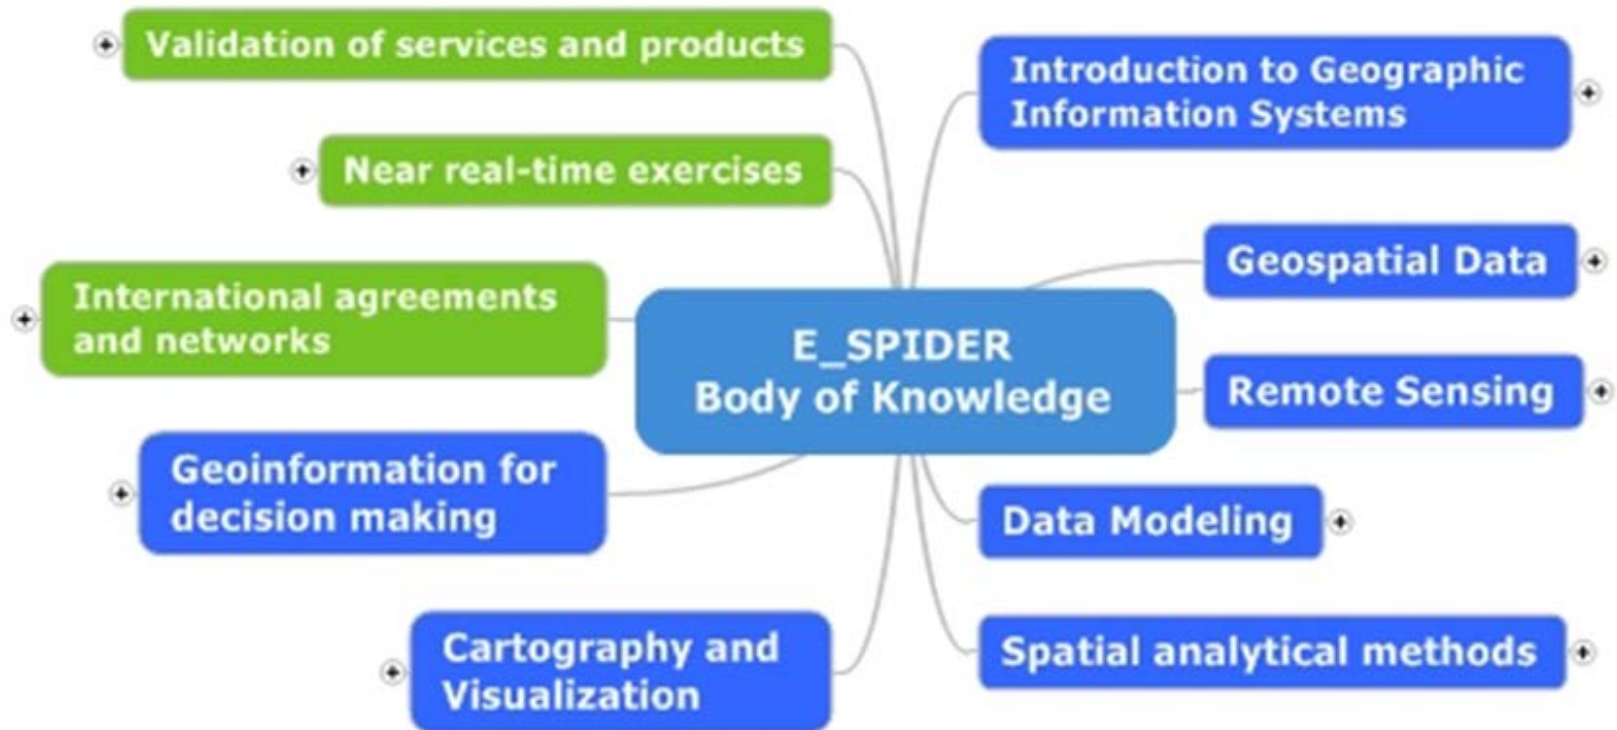 Validation of services and products
Near real-time exercises
International agreements
and networks
Geoinformation for
decision making
Cartography and
Visualization
E_SPIDER
Body of Knowledge
Introduction to Geographic
Information Systems
Geospatial Data
Remote Sensing
Data Modeling
Spatial analytical methods